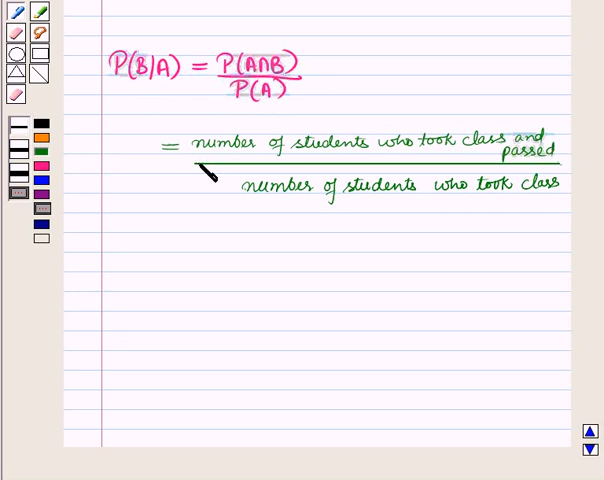 P(B/A) = P(A∩B)
P(A)
= number of students who took class and
passed
number of students who took class